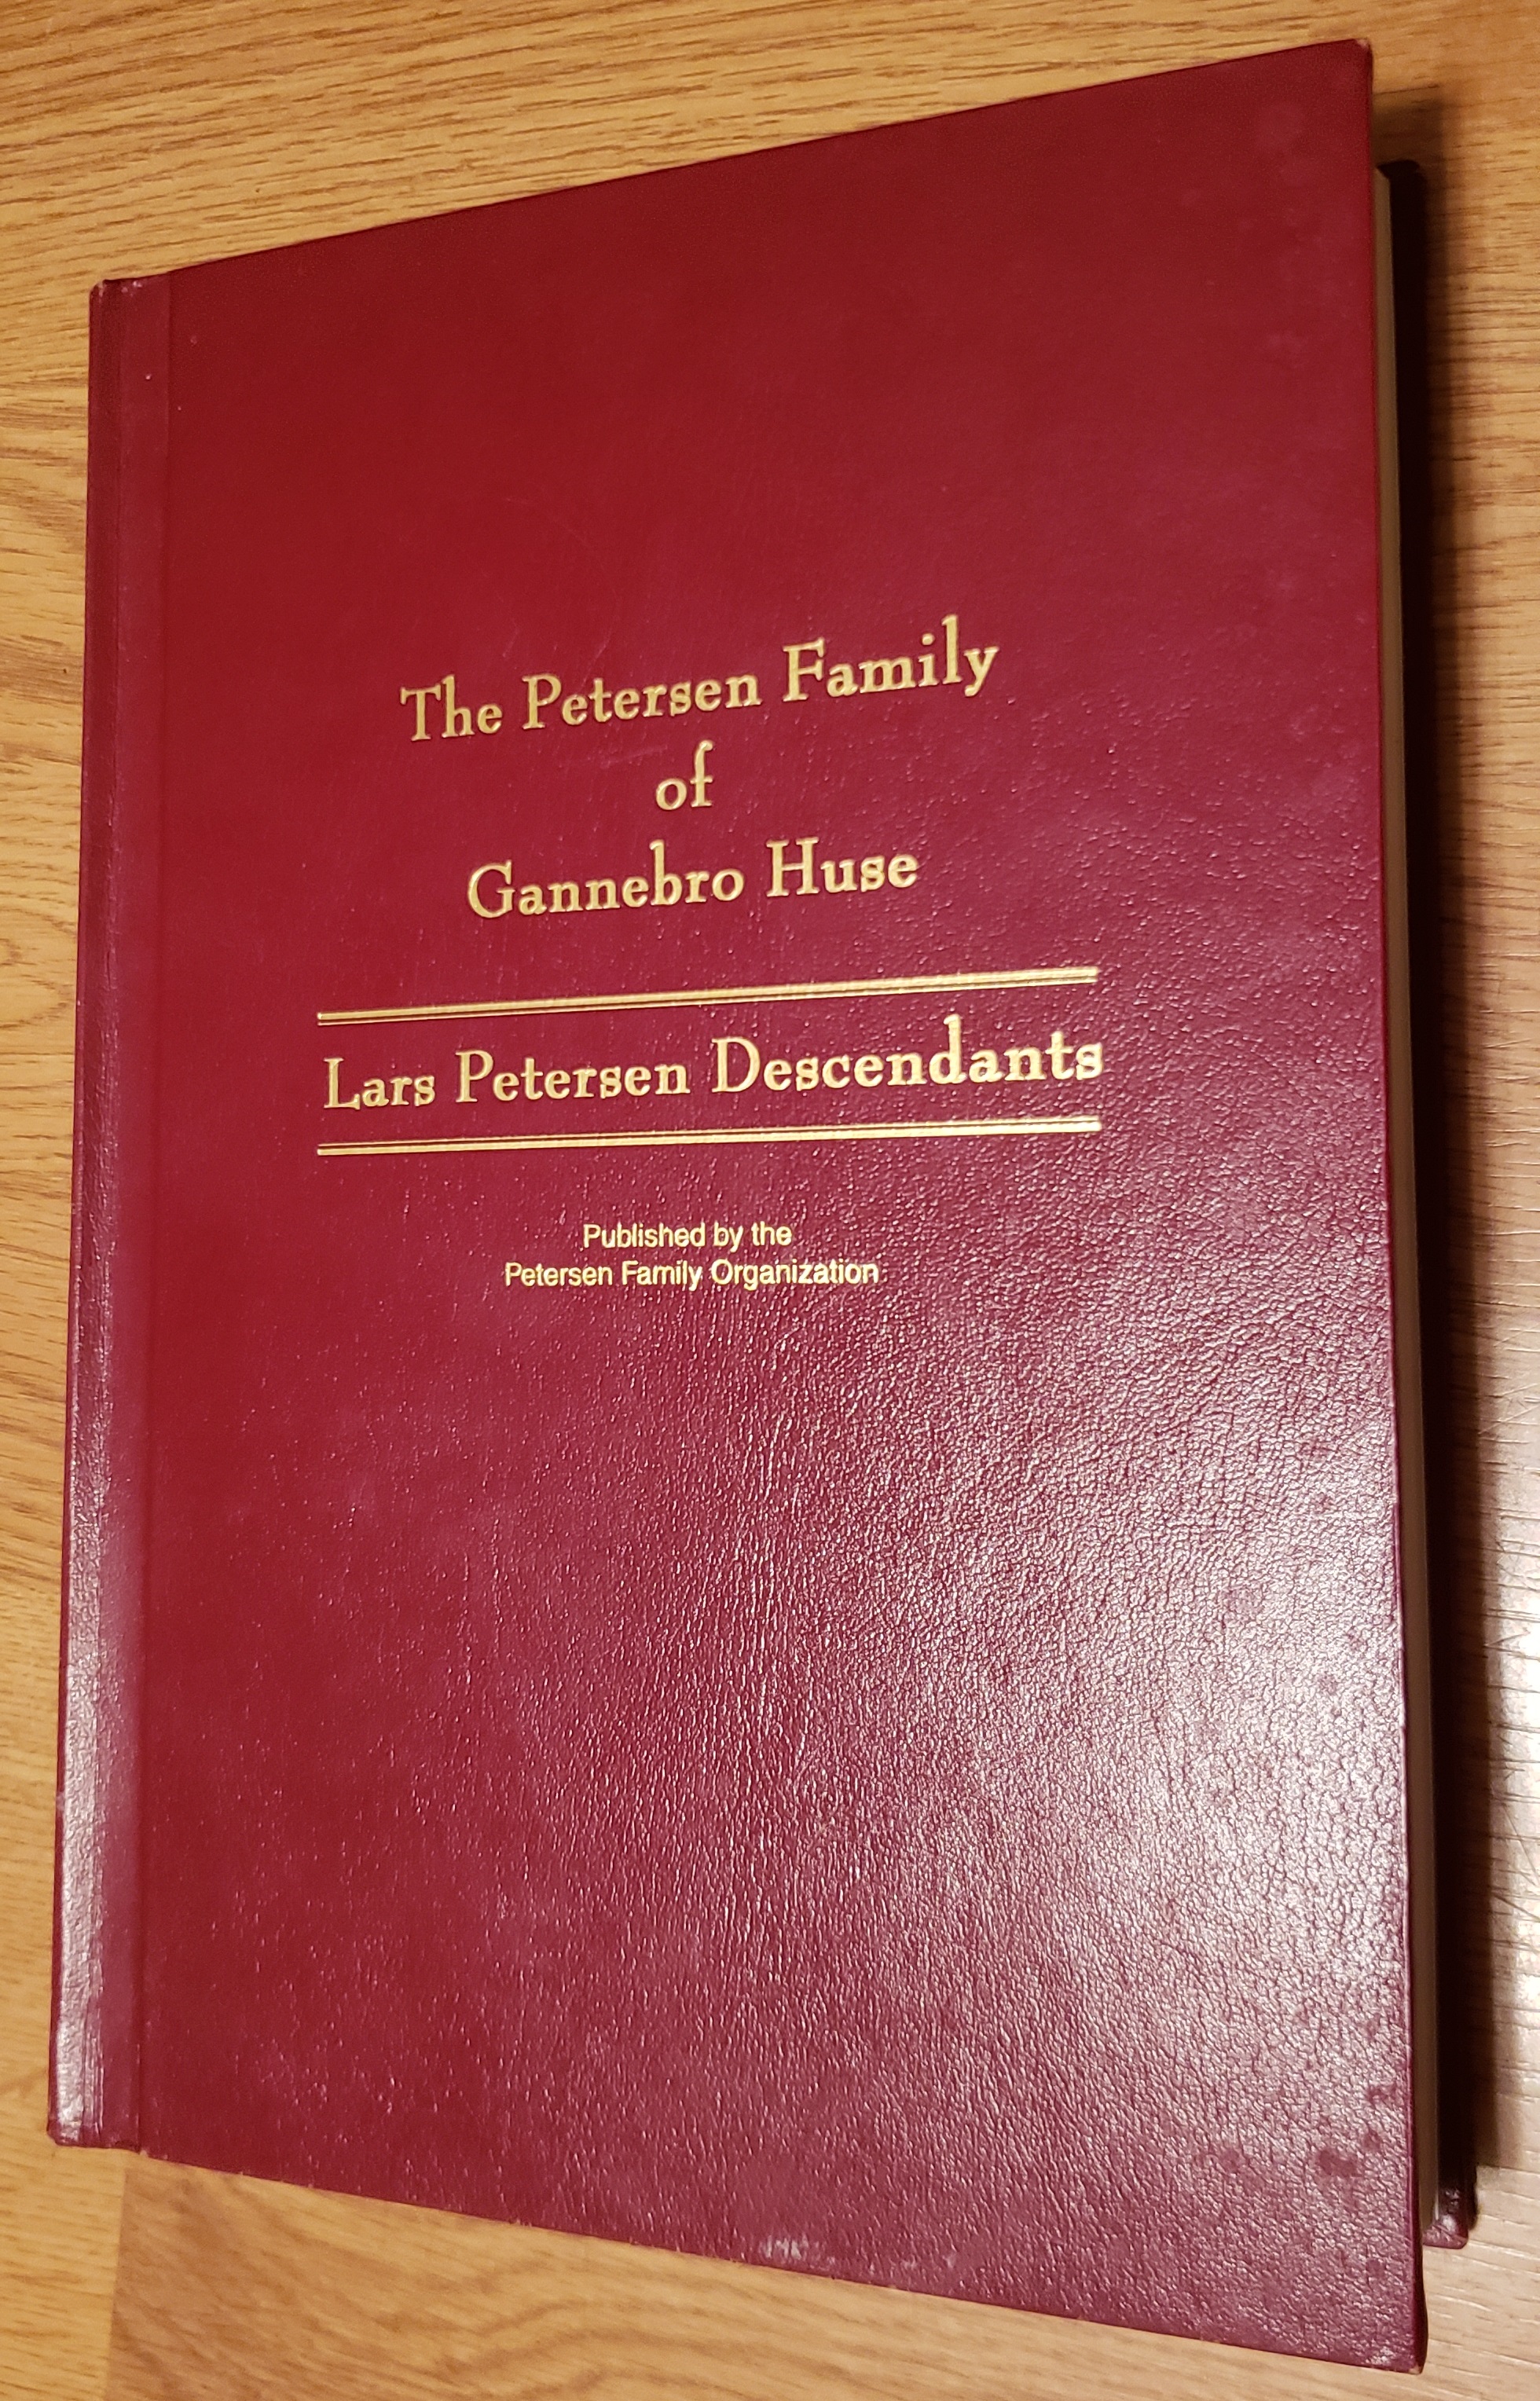 The Petersen Family
of
Gannebro Huse
Lars Petersen Descendants
Published by the
Petersen Family Organization